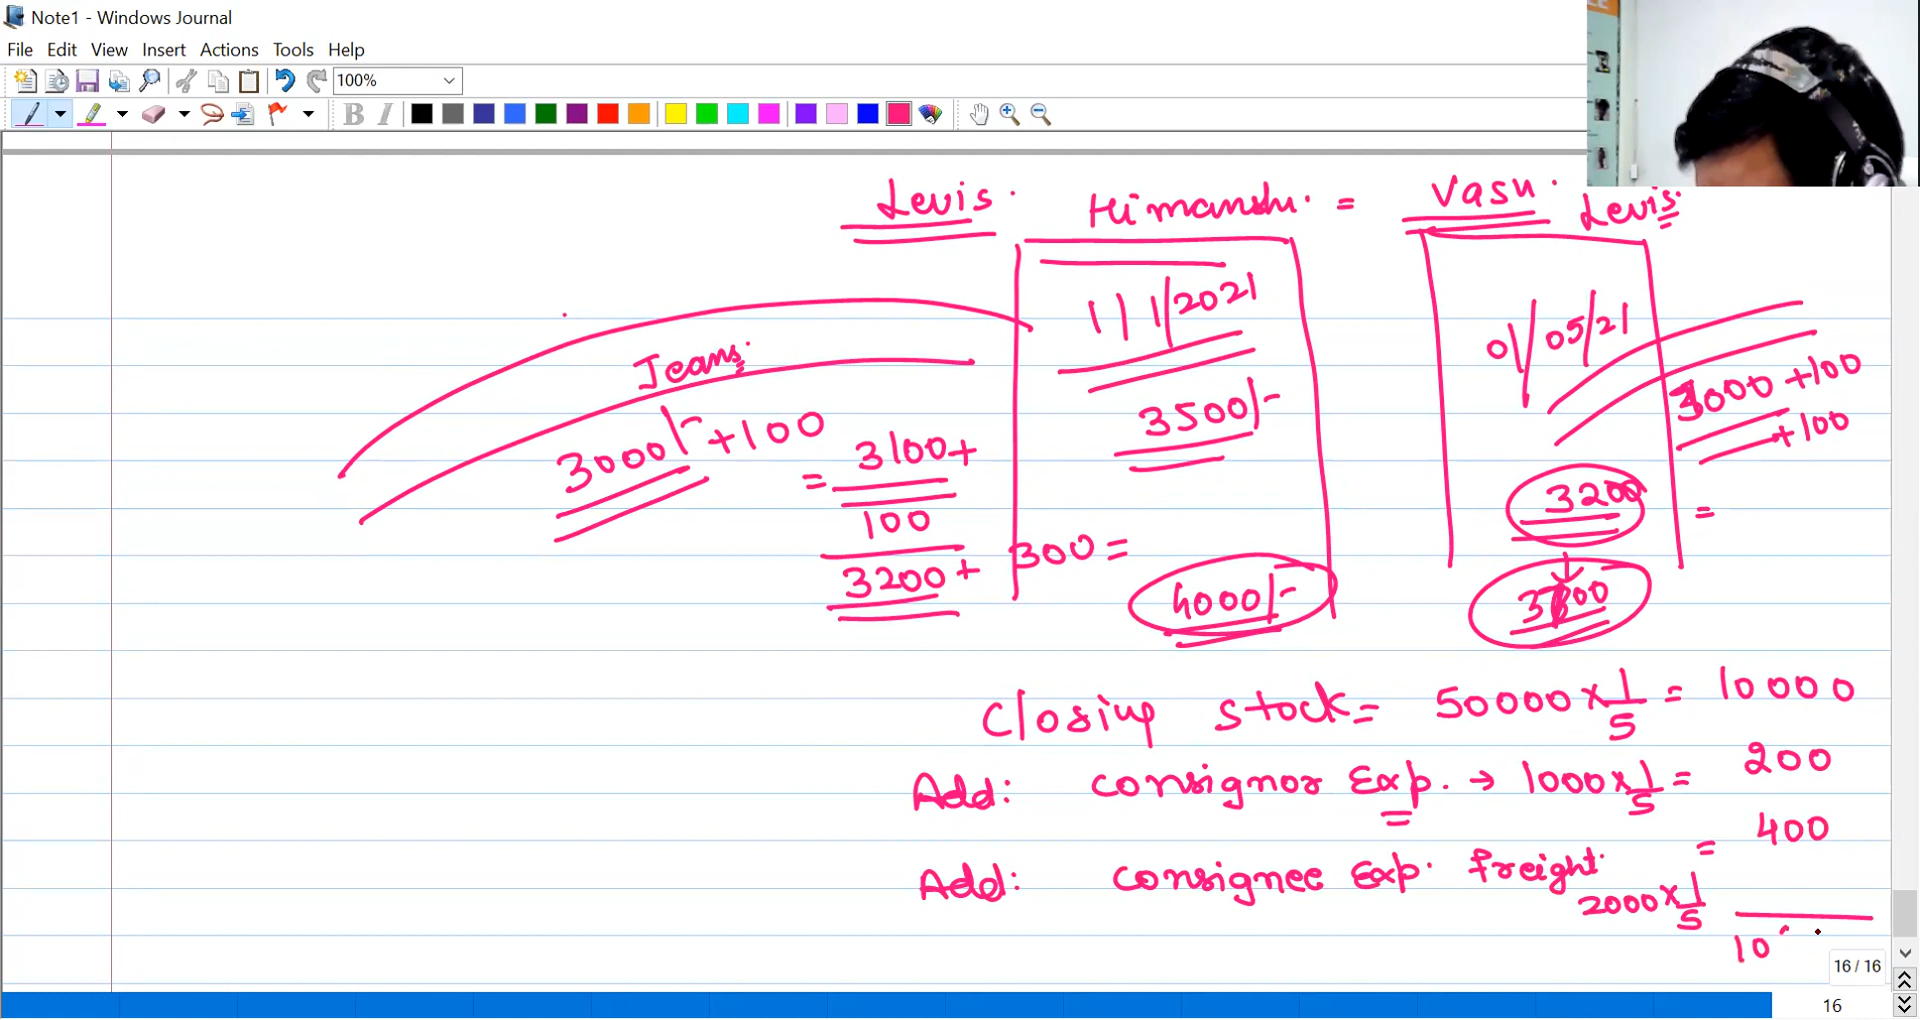 Note1 - Windows Journal
File Edit View Insert Actions Tools Help
100%
B I
Levis. Himanshu. = Vasu. Levis.
1/1/2021 01/05/21
Jeans.
3000/- +100 3500/- 3000 +100
= 3100+ +100
100 3200 =
3200+ 300=
4000/-
Closing stock = 50000 × 1/5 = 10000
Add: Consignor Exp. → 1000 × 1/5 = 200
Add: Consignee Exp. freight. = 400
2000 × 1/5
10
16 / 16
16